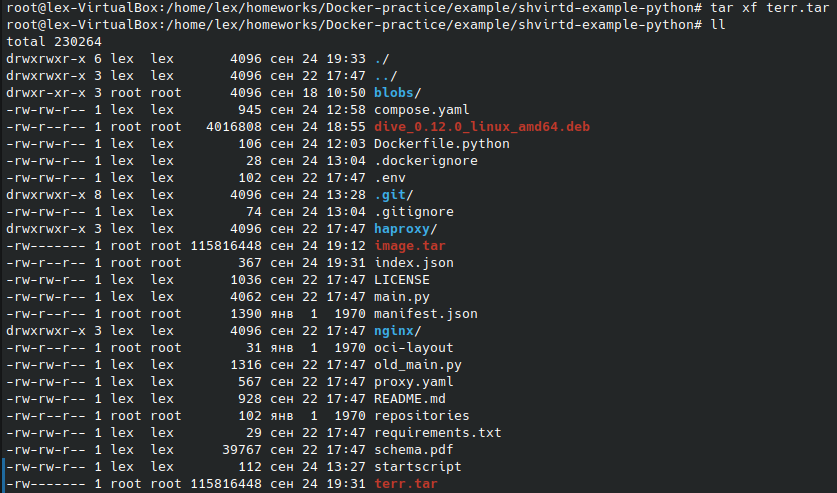 root@lex-VirtualBox:/home/lex/homeworks/Docker-practice/example/shvirtd-example-python# tar xf terr.tar
root@lex-VirtualBox:/home/lex/homeworks/Docker-practice/example/shvirtd-example-python# ll
total 230264
drwxrwxr-x 6 lex  lex       4096 сен 24 19:33 ./
drwxrwxr-x 3 lex  lex       4096 сен 22 17:47 ../
drwxr-xr-x 3 root root      4096 сен 18 10:50 blobs/
-rw-rw-r-- 1 lex  lex        945 сен 24 12:58 compose.yaml
-rw-r--r-- 1 root root   4016808 сен 24 18:55 dive_0.12.0_linux_amd64.deb
-rw-rw-r-- 1 lex  lex        106 сен 24 12:03 Dockerfile.python
-rw-rw-r-- 1 lex  lex         28 сен 24 13:04 .dockerignore
-rw-rw-r-- 1 lex  lex        102 сен 22 17:47 .env
drwxrwxr-x 8 lex  lex       4096 сен 24 13:28 .git/
-rw-rw-r-- 1 lex  lex         74 сен 24 13:04 .gitignore
drwxrwxr-x 3 lex  lex       4096 сен 22 17:47 haproxy/
-rw------- 1 root root 115816448 сен 24 19:12 image.tar
-rw-r--r-- 1 root root       367 сен 24 19:31 index.json
-rw-rw-r-- 1 lex  lex       1036 сен 22 17:47 LICENSE
-rw-rw-r-- 1 lex  lex       4062 сен 22 17:47 main.py
-rw-r--r-- 1 root root      1390 янв  1  1970 manifest.json
drwxrwxr-x 3 lex  lex       4096 сен 22 17:47 nginx/
-rw-r--r-- 1 root root        31 янв  1  1970 oci-layout
-rw-rw-r-- 1 lex  lex       1316 сен 22 17:47 old_main.py
-rw-rw-r-- 1 lex  lex        567 сен 22 17:47 proxy.yaml
-rw-rw-r-- 1 lex  lex        928 сен 22 17:47 README.md
-rw-r--r-- 1 root root       102 янв  1  1970 repositories
-rw-rw-r-- 1 lex  lex         29 сен 22 17:47 requirements.txt
-rw-rw-r-- 1 lex  lex      39767 сен 22 17:47 schema.pdf
-rw-rw-r-- 1 lex  lex        112 сен 24 13:27 startscript
-rw------- 1 root root 115816448 сен 24 19:31 terr.tar